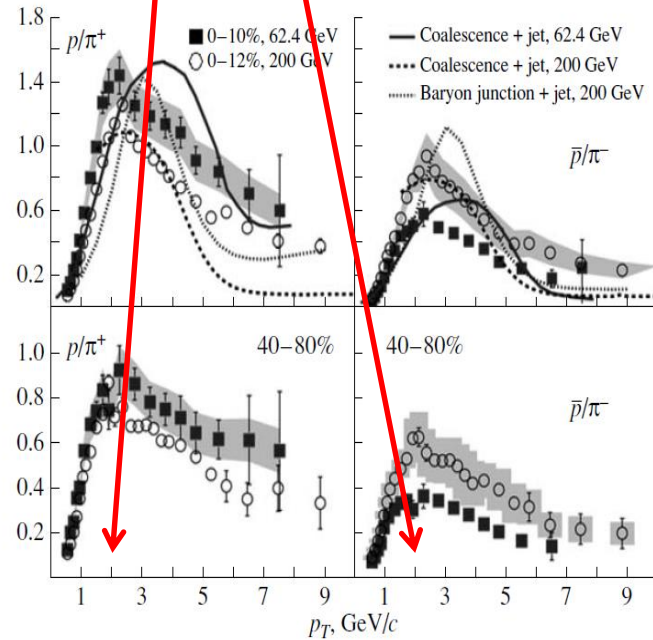 1.8
p/π⁺
■ 0–10%, 62.4 GeV
○ 0–12%, 200 GeV
1.4
1.0
0.6
0.2
Coalescence + jet, 62.4 GeV
Coalescence + jet, 200 GeV
Baryon junction + jet, 200 GeV
p̅/π⁻
1.0
p/π⁺
40–80%
0.8
0.6
0.4
0.2
40–80%
p̅/π⁻
1 3 5 7 9 1 3 5 7 9
p_T, GeV/c